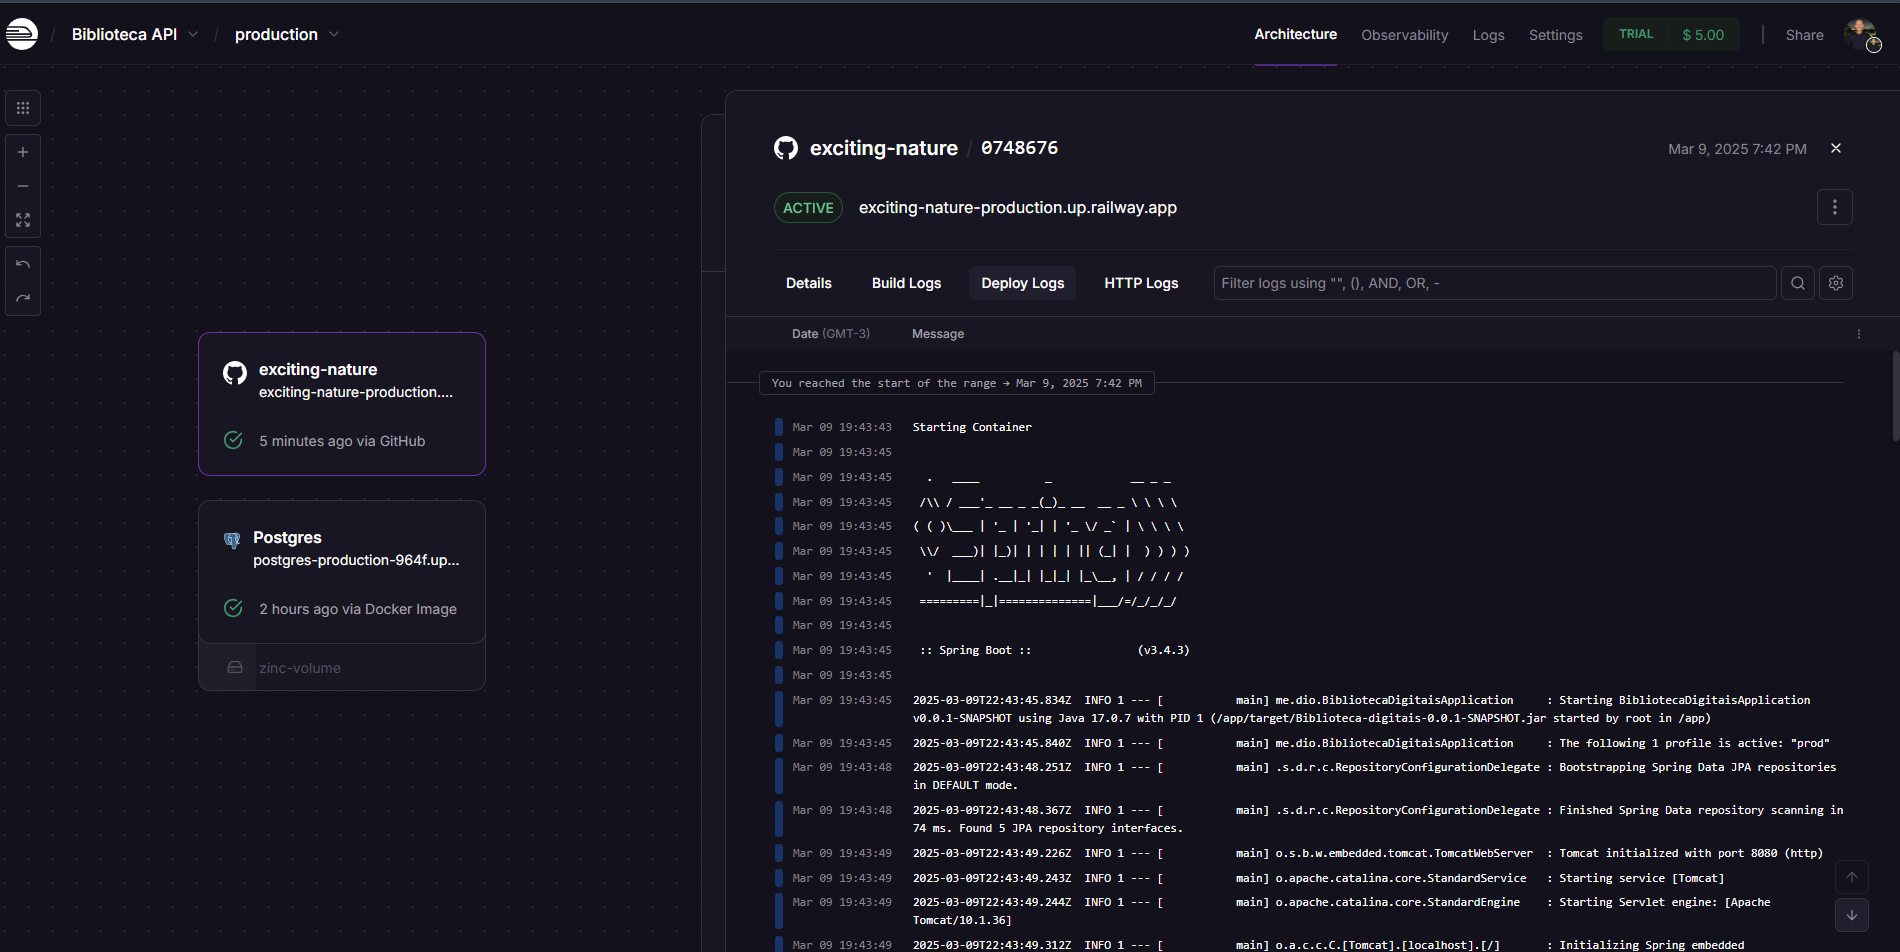 / Biblioteca API / production
Architecture Observability Logs Settings TRIAL $ 5.00 Share
exciting-nature / 0748676
Mar 9, 2025 7:42 PM
ACTIVE exciting-nature-production.up.railway.app
Details Build Logs Deploy Logs HTTP Logs Filter logs using "", (), AND, OR, -
Date (GMT-3) Message
exciting-nature
exciting-nature-production....
5 minutes ago via GitHub
Postgres
postgres-production-964f.up...
2 hours ago via Docker Image
zinc-volume
You reached the start of the range → Mar 9, 2025 7:42 PM
Mar 09 19:43:43 Starting Container
Mar 09 19:43:45
Mar 09 19:43:45   .   ____          _            __ _ _
Mar 09 19:43:45  /\\ / ___'_ __ _ _(_)_ __  __ _ \ \ \ \
Mar 09 19:43:45 ( ( )\___ | '_ | '_| | '_ \/ _` | \ \ \ \
Mar 09 19:43:45  \\/  ___)| |_)| | | | | || (_| |  ) ) ) )
Mar 09 19:43:45   '  |____| .__|_| |_|_| |_\__, | / / / /
Mar 09 19:43:45  =========|_|==============|___/=/_/_/_/
Mar 09 19:43:45
Mar 09 19:43:45  :: Spring Boot ::                (v3.4.3)
Mar 09 19:43:45
Mar 09 19:43:45 2025-03-09T22:43:45.834Z  INFO 1 --- [           main] me.dio.BibliotecaDigitaisApplication     : Starting BibliotecaDigitaisApplication
v0.0.1-SNAPSHOT using Java 17.0.7 with PID 1 (/app/target/Biblioteca-digitais-0.0.1-SNAPSHOT.jar started by root in /app)
Mar 09 19:43:45 2025-03-09T22:43:45.840Z  INFO 1 --- [           main] me.dio.BibliotecaDigitaisApplication     : The following 1 profile is active: "prod"
Mar 09 19:43:48 2025-03-09T22:43:48.251Z  INFO 1 --- [           main] .s.d.r.c.RepositoryConfigurationDelegate : Bootstrapping Spring Data JPA repositories
in DEFAULT mode.
Mar 09 19:43:48 2025-03-09T22:43:48.367Z  INFO 1 --- [           main] .s.d.r.c.RepositoryConfigurationDelegate : Finished Spring Data repository scanning in
74 ms. Found 5 JPA repository interfaces.
Mar 09 19:43:49 2025-03-09T22:43:49.226Z  INFO 1 --- [           main] o.s.b.w.embedded.tomcat.TomcatWebServer  : Tomcat initialized with port 8080 (http)
Mar 09 19:43:49 2025-03-09T22:43:49.243Z  INFO 1 --- [           main] o.apache.catalina.core.StandardService   : Starting service [Tomcat]
Mar 09 19:43:49 2025-03-09T22:43:49.244Z  INFO 1 --- [           main] o.apache.catalina.core.StandardEngine    : Starting Servlet engine: [Apache
Tomcat/10.1.36]
Mar 09 19:43:49 2025-03-09T22:43:49.312Z  INFO 1 --- [           main] o.a.c.c.C.[Tomcat].[localhost].[/]       : Initializing Spring embedded